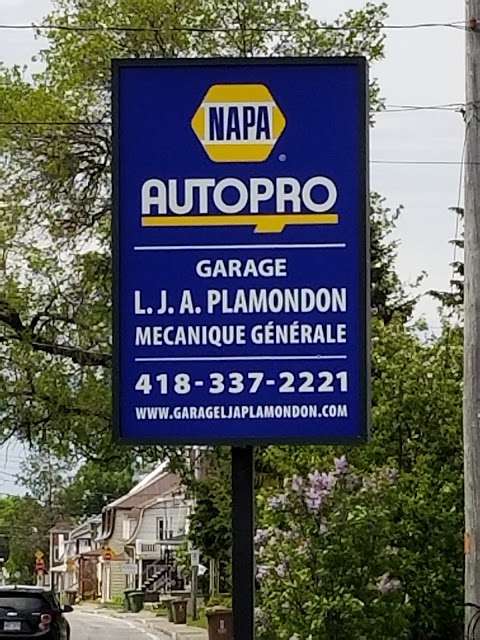 NAPA
AUTOPRO
GARAGE
L. J. A. PLAMONDON
MECANIQUE GÉNÉRALE
418-337-2221
WWW.GARAGELJAPLAMONDON.COM